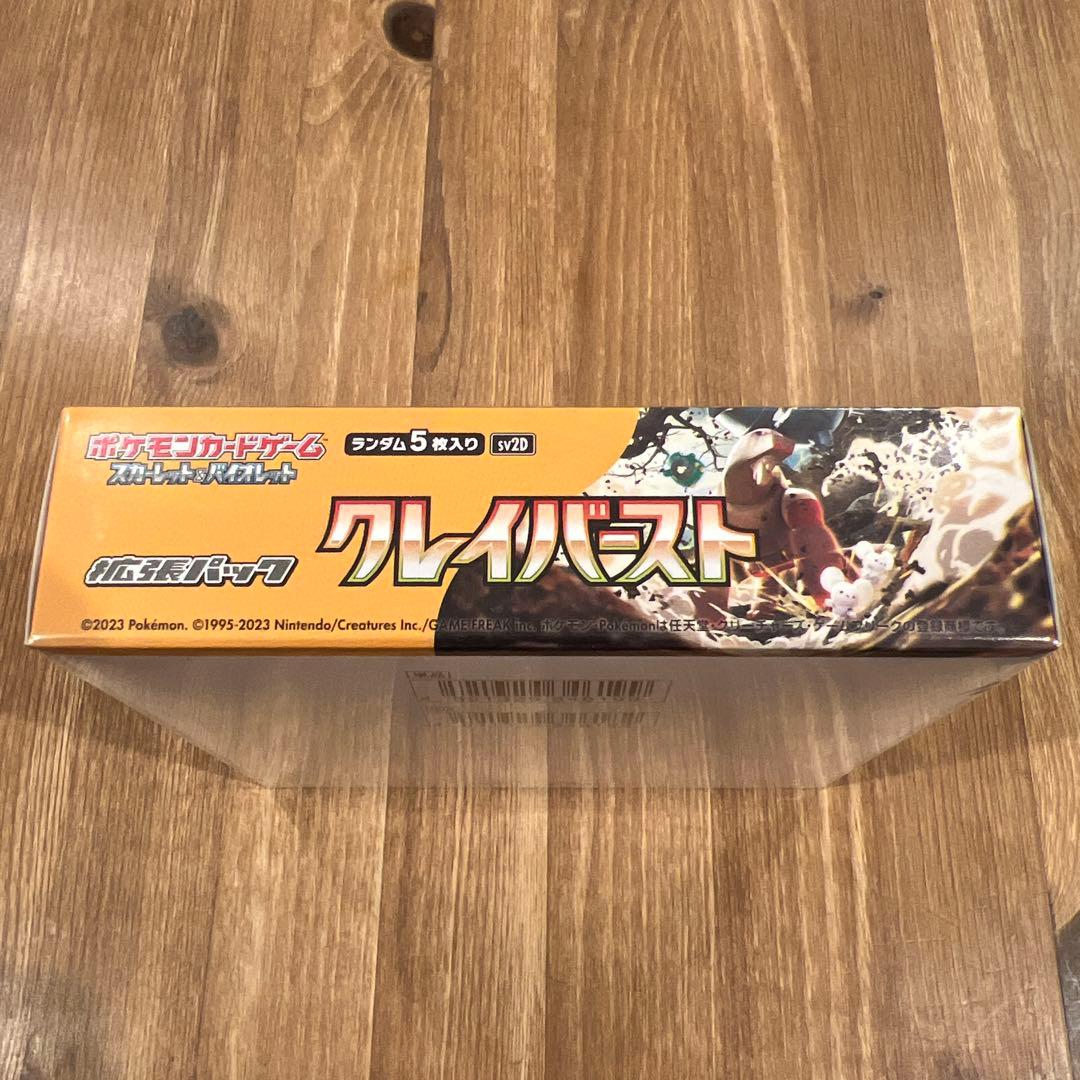 ポケモンカードゲーム
スカーレット&バイオレット
ランダム5枚入り sv2D
クレイバースト
拡張パック
©2023 Pokémon. ©1995-2023 Nintendo/Creatures Inc./GAME FREAK inc. ポケモン・Pokémonは任天堂・クリーチャーズ・ゲームフリークの登録商標です。